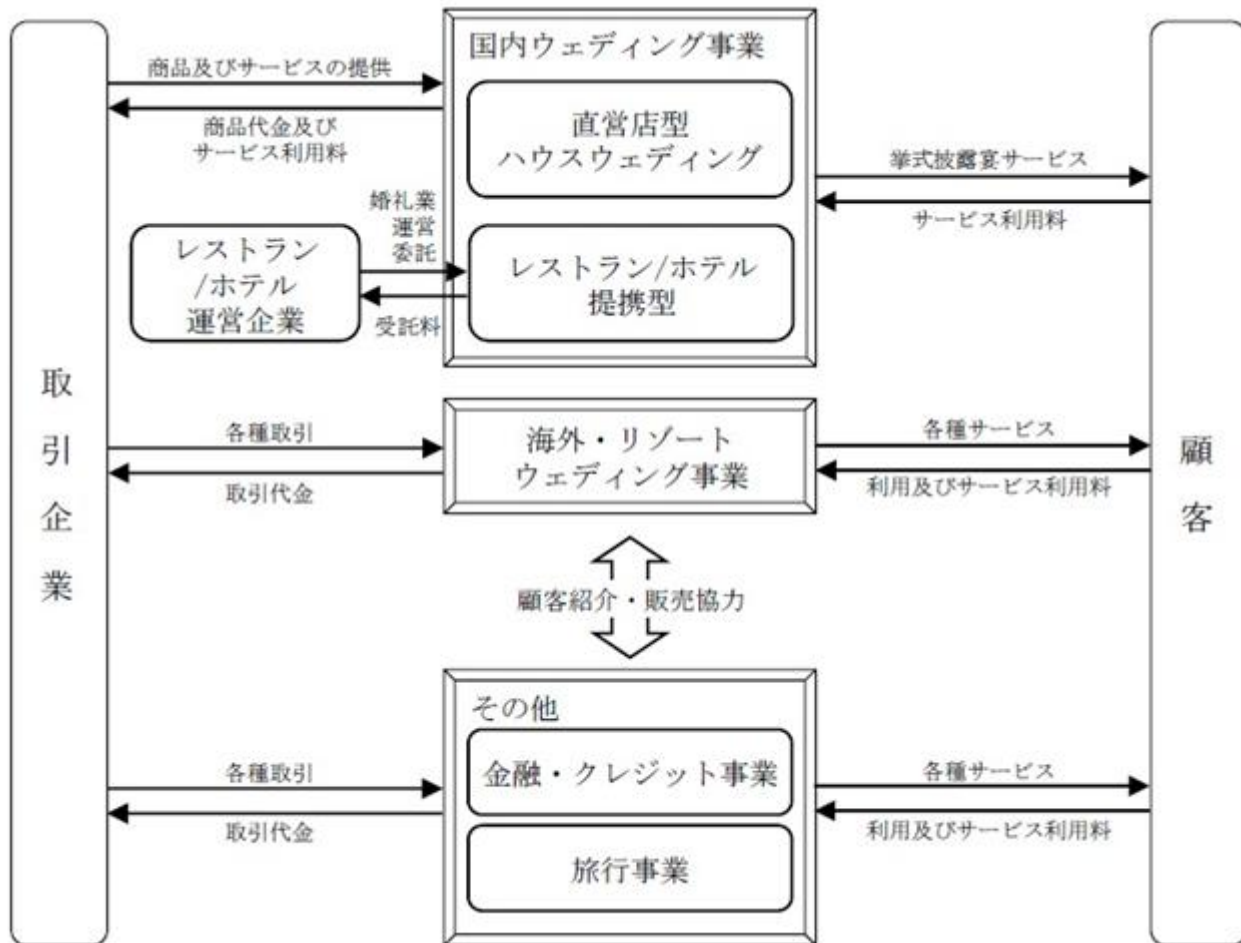 国内ウェディング事業
商品及びサービスの提供
商品代金及び
サービス利用料
直営店型
ハウスウェディング
挙式披露宴サービス
サービス利用料
婚礼業
運営
委託
レストラン
/ホテル
運営企業
レストラン/ホテル
提携型
受託料
取引企業
各種取引
取引代金
海外・リゾート
ウェディング事業
各種サービス
利用及びサービス利用料
顧客
顧客紹介・販売協力
その他
各種取引
取引代金
金融・クレジット事業
各種サービス
利用及びサービス利用料
旅行事業